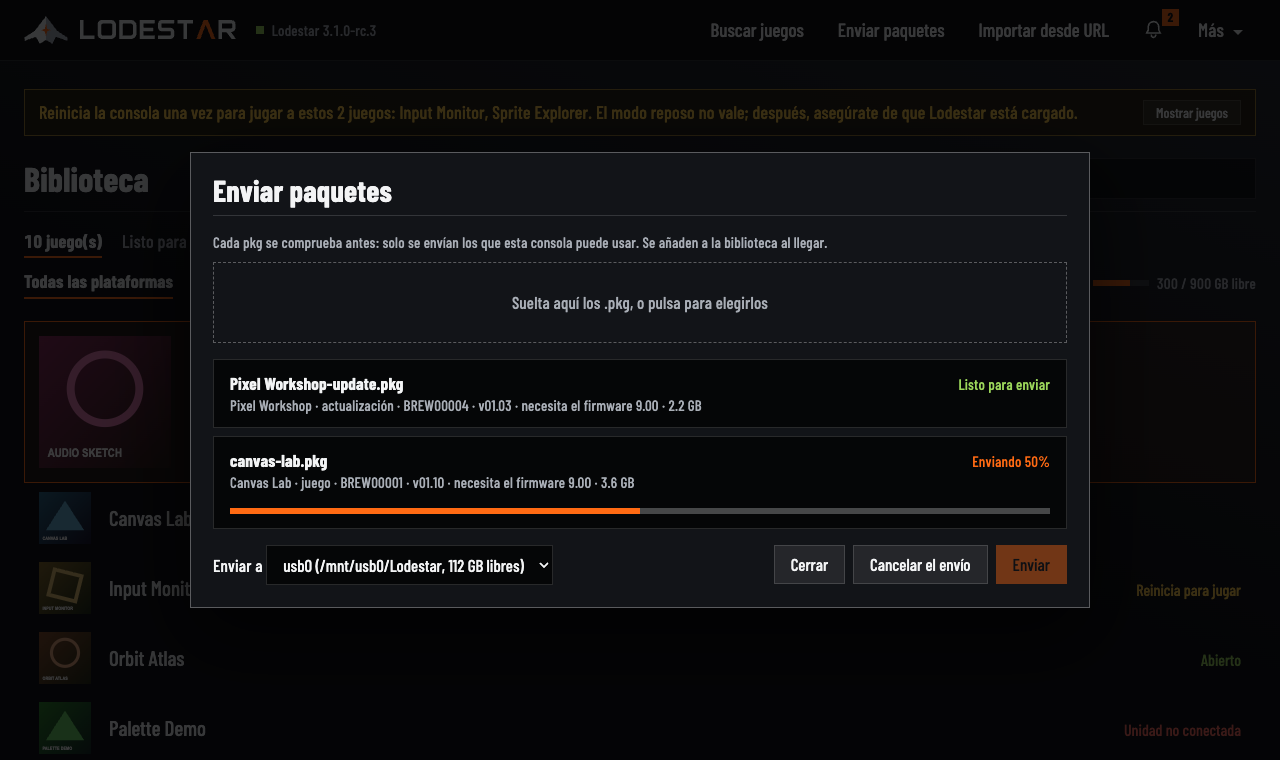 LODESTAR
Lodestar 3.1.0-rc.3
Buscar juegos
Enviar paquetes
Importar desde URL
2
Más
Reinicia la consola una vez para jugar a estos 2 juegos: Input Monitor, Sprite Explorer. El modo reposo no vale; después, asegúrate de que Lodestar está cargado.
Mostrar juegos
Biblioteca
10 juego(s)
Listo para
Todas las plataformas
300 / 900 GB libre
Enviar paquetes
Cada pkg se comprueba antes: solo se envían los que esta consola puede usar. Se añaden a la biblioteca al llegar.
Suelta aquí los .pkg, o pulsa para elegirlos
Pixel Workshop-update.pkg
Listo para enviar
Pixel Workshop · actualización · BREW00004 · v01.03 · necesita el firmware 9.00 · 2.2 GB
canvas-lab.pkg
Enviando 50%
Canvas Lab · juego · BREW00001 · v01.10 · necesita el firmware 9.00 · 3.6 GB
Enviar a
usb0 (/mnt/usb0/Lodestar, 112 GB libres)
Cerrar
Cancelar el envío
Enviar
AUDIO SKETCH
CANVAS LAB
Canvas Lab
INPUT MONITOR
Input Monit
Reinicia para jugar
ORBIT ATLAS
Orbit Atlas
Abierto
PALETTE DEMO
Palette Demo
Unidad no conectada